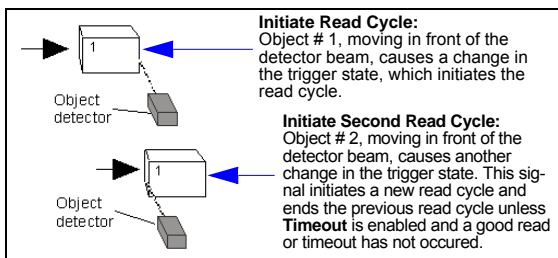 Initiate Read Cycle:
Object # 1, moving in front of the
detector beam, causes a change in
the trigger state, which initiates the
read cycle.
1
Object
detector
Initiate Second Read Cycle:
Object # 2, moving in front of the
detector beam, causes another
change in the trigger state. This sig-
nal initiates a new read cycle and
ends the previous read cycle unless
Timeout is enabled and a good read
or timeout has not occured.
1
Object
detector